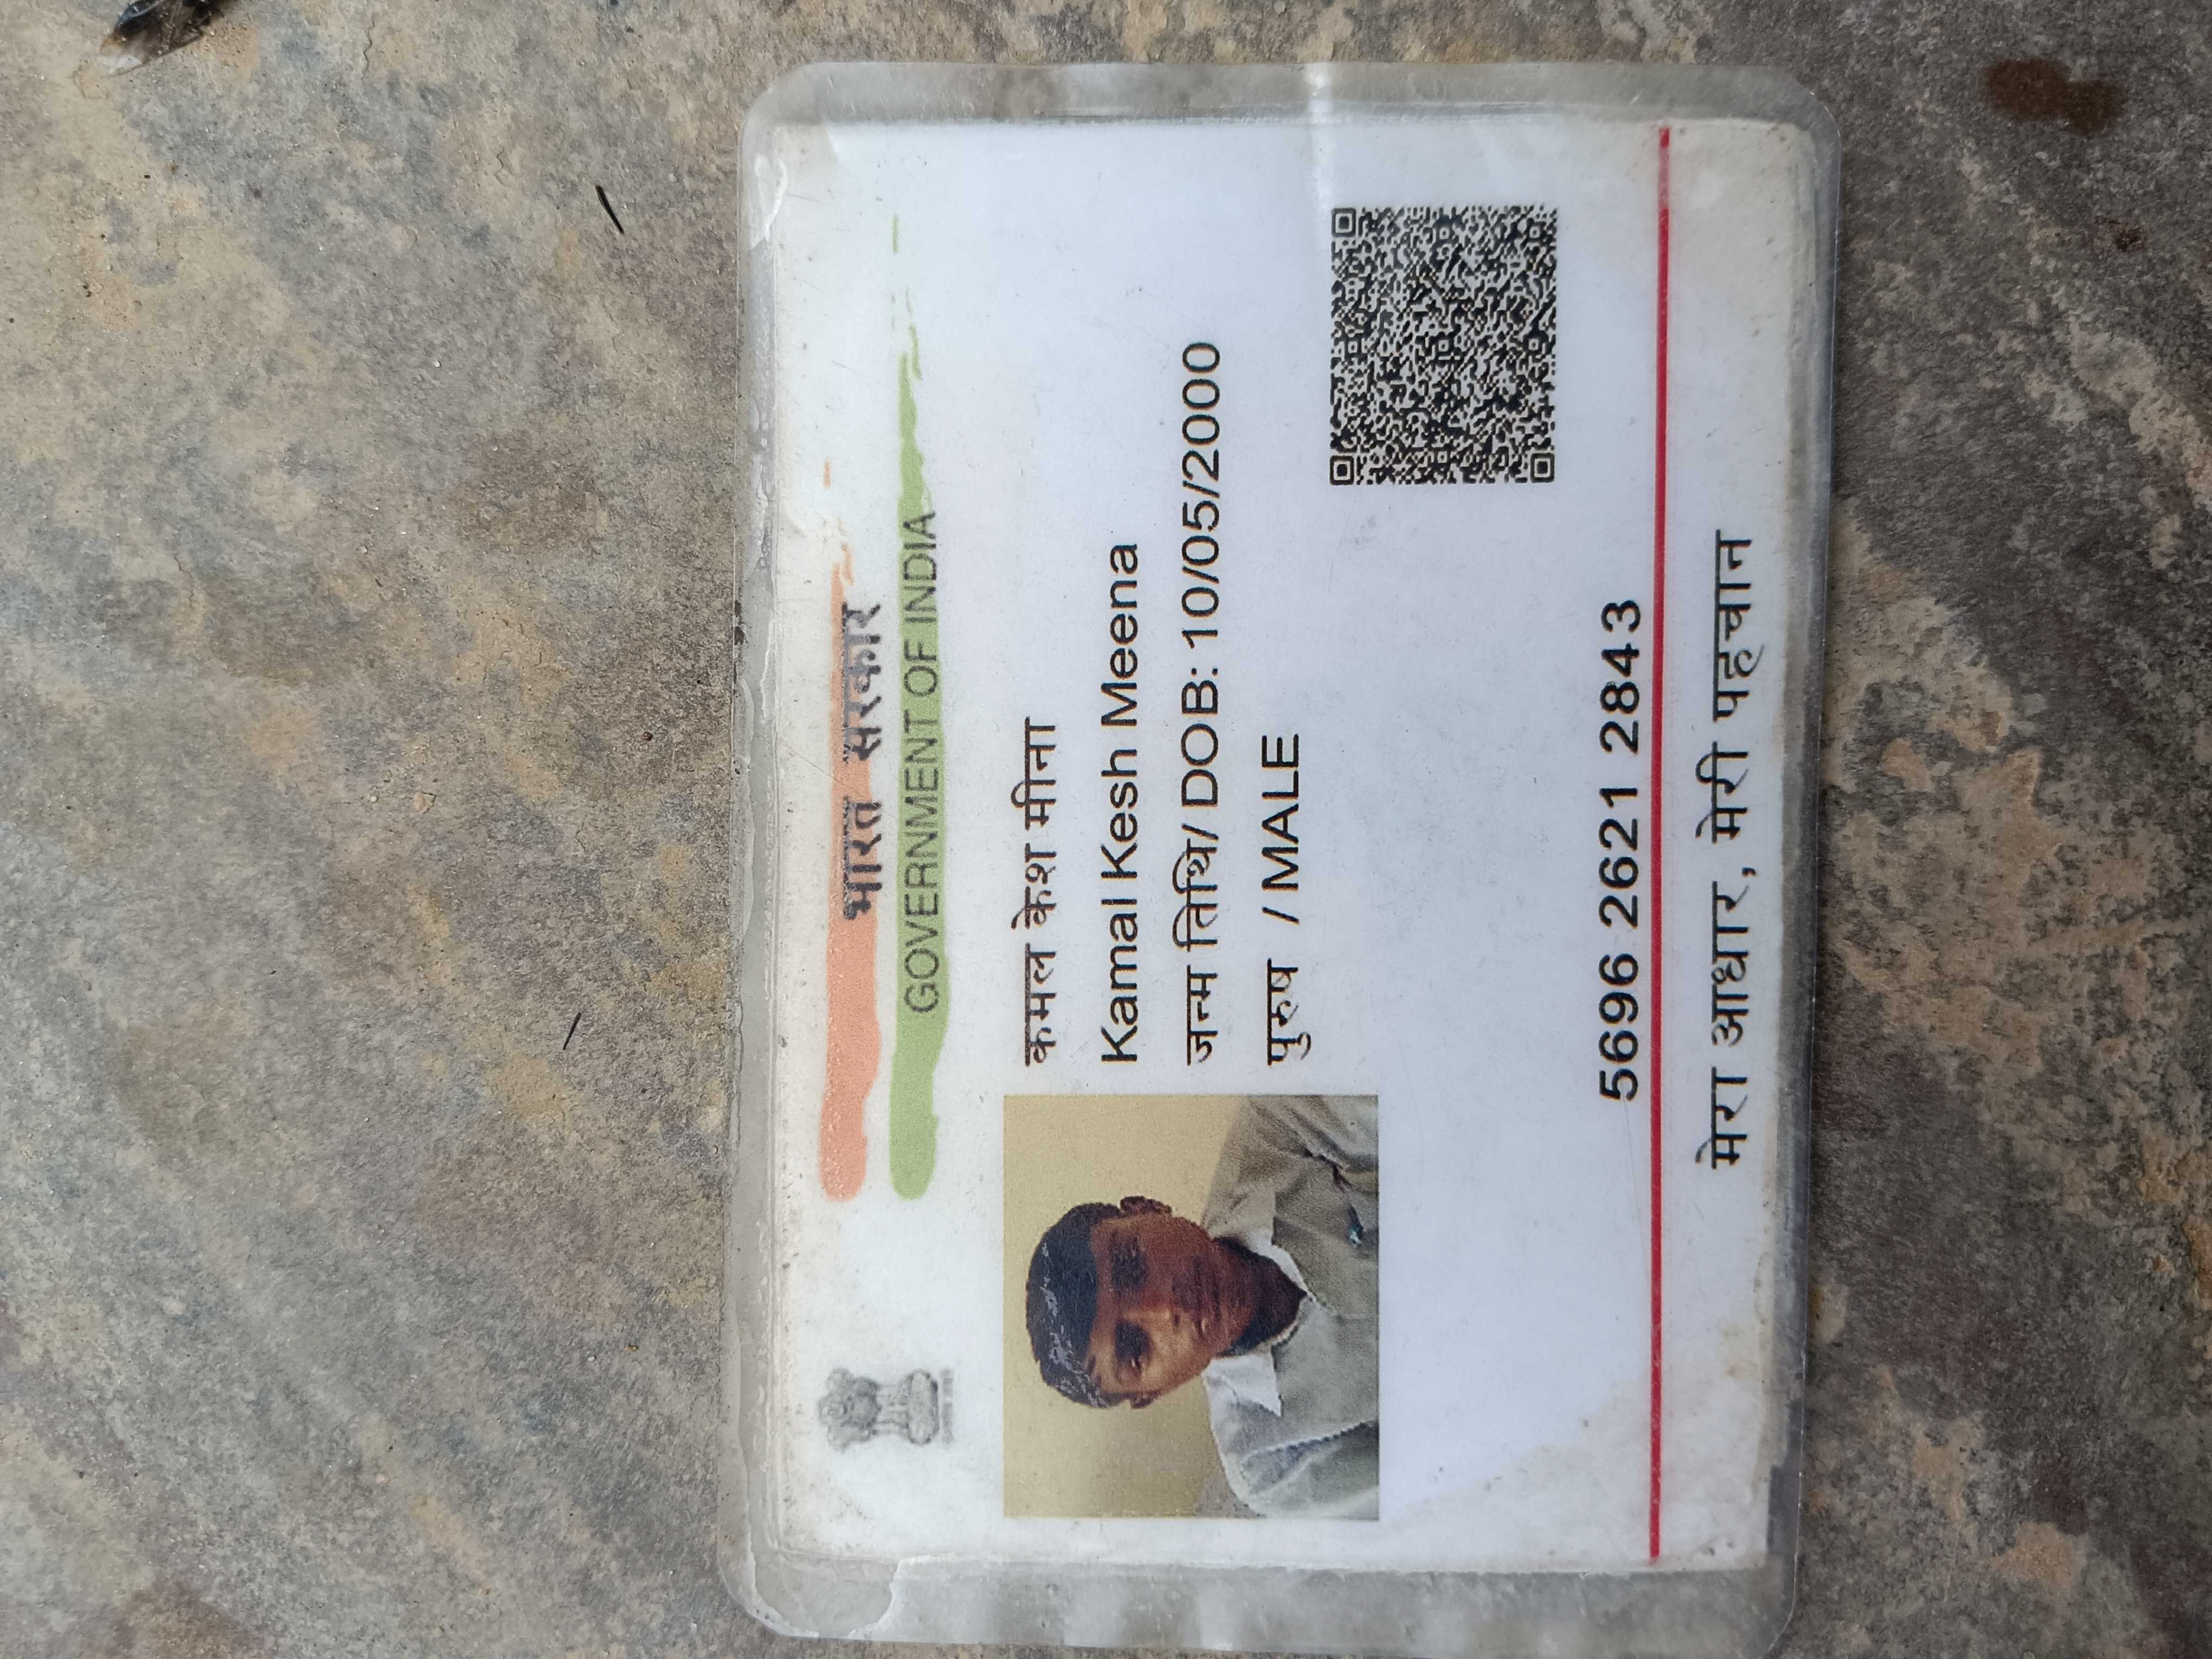 भारत सरकार
GOVERNMENT OF INDIA
कमल केश मीना
Kamal Kesh Meena
जन्म तिथि/ DOB: 10/05/2000
पुरुष / MALE
5696 2621 2843
मेरा आधार, मेरी पहचान